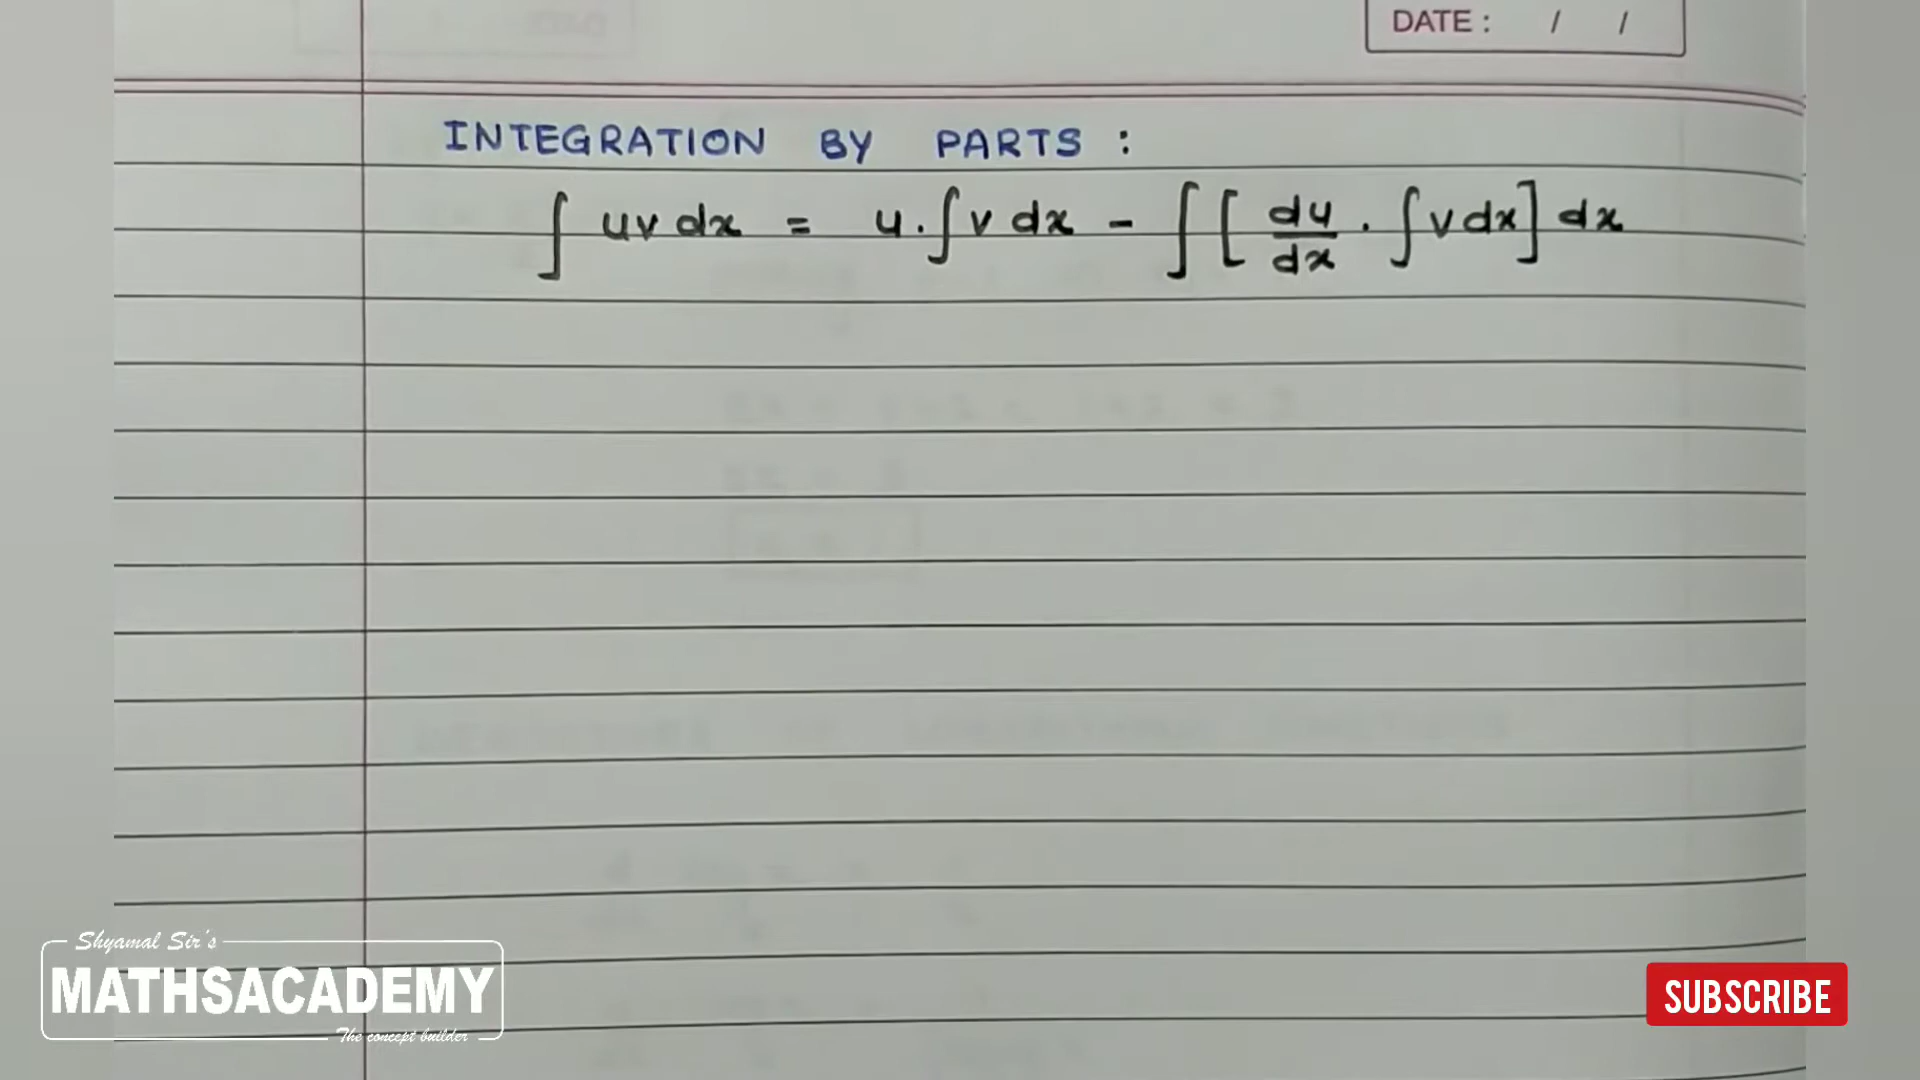 DATE : / /
INTEGRATION BY PARTS :
∫ uv dx = u . ∫ v dx - ∫ [ du/dx . ∫ v dx ] dx
Shyamal Sir's
MATHSACADEMY
The concept builder
SUBSCRIBE